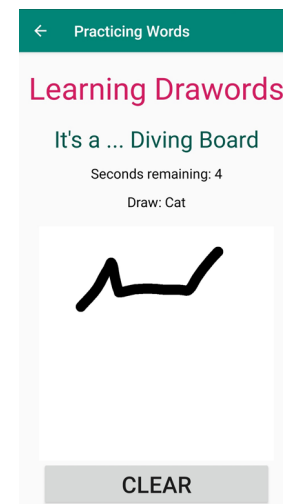 Practicing Words
Learning Drawords
It's a ... Diving Board
Seconds remaining: 4
Draw: Cat
CLEAR